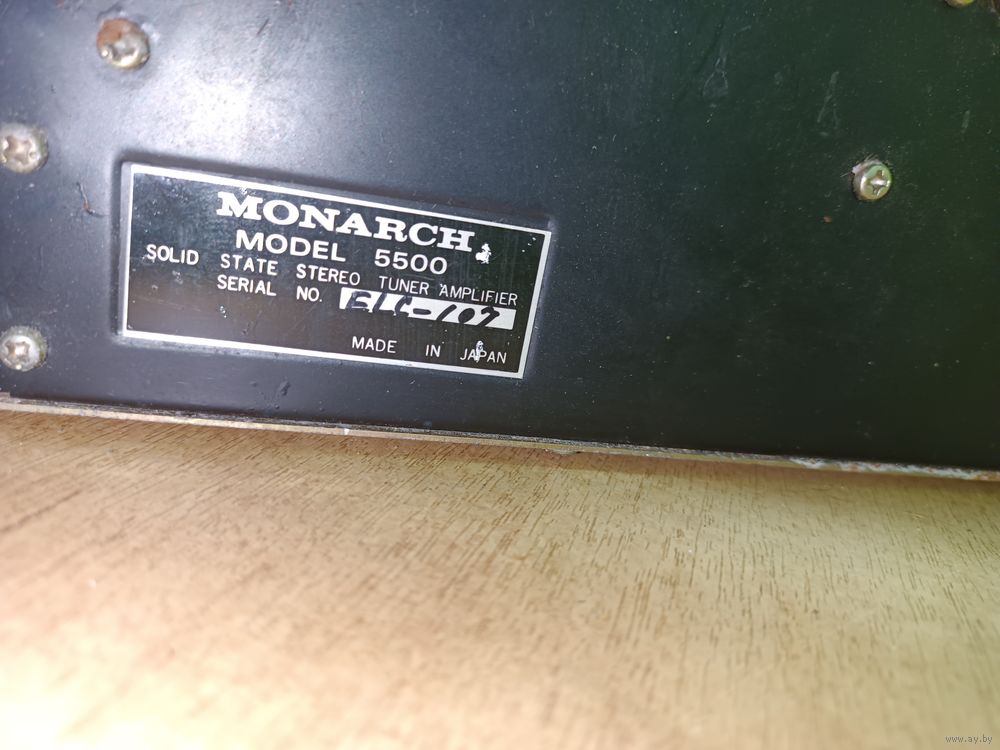 MONARCH
MODEL 5500
SOLID STATE STEREO TUNER AMPLIFIER
SERIAL NO.
MADE IN JAPAN
www.ay.by